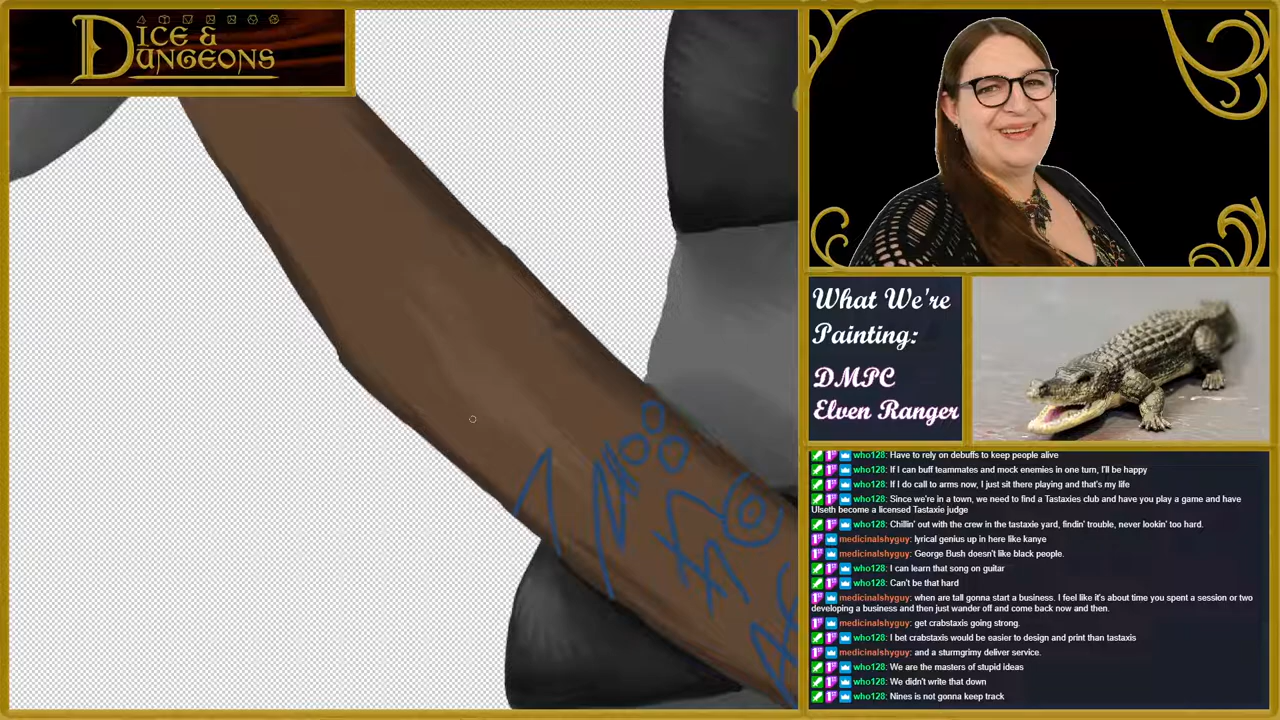 DICE &
DUNGEONS
What We're
Painting:
DMPC
Elven Ranger
who128: Have to rely on debuffs to keep people alive
who128: If I can buff teammates and mock enemies in one turn, I'll be happy
who128: If I do call to arms now, I just sit there playing and that's my life
who128: Since we're in a town, we need to find a Tastaxies club and have you play a game and have
Ulseth become a licensed Tastaxie judge
who128: Chillin' out with the crew in the tastaxie yard, findin' trouble, never lookin' too hard.
medicinalshyguy: lyrical genius up in here like kanye
medicinalshyguy: George Bush doesn't like black people.
who128: I can learn that song on guitar
who128: Can't be that hard
medicinalshyguy: when are tall gonna start a business. I feel like it's about time you spent a session or two
developing a business and then just wander off and come back now and then.
medicinalshyguy: get crabstaxis going strong.
who128: I bet crabstaxis would be easier to design and print than tastaxis
medicinalshyguy: and a sturmgrimy deliver service.
who128: We are the masters of stupid ideas
who128: We didn't write that down
who128: Nines is not gonna keep track